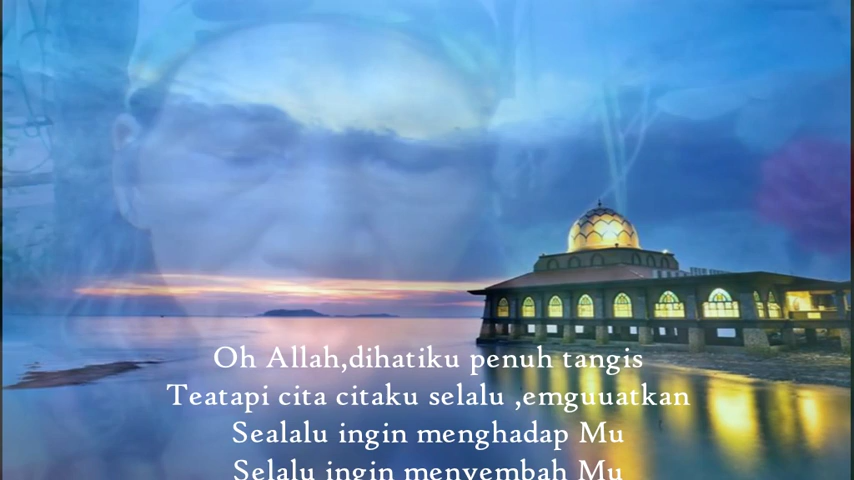 Oh Allah,dihatiku penuh tangis
Teatapi cita citaku selalu ,emguuatkan
Sealalu ingin menghadap Mu
Selalu ingin menyembah Mu